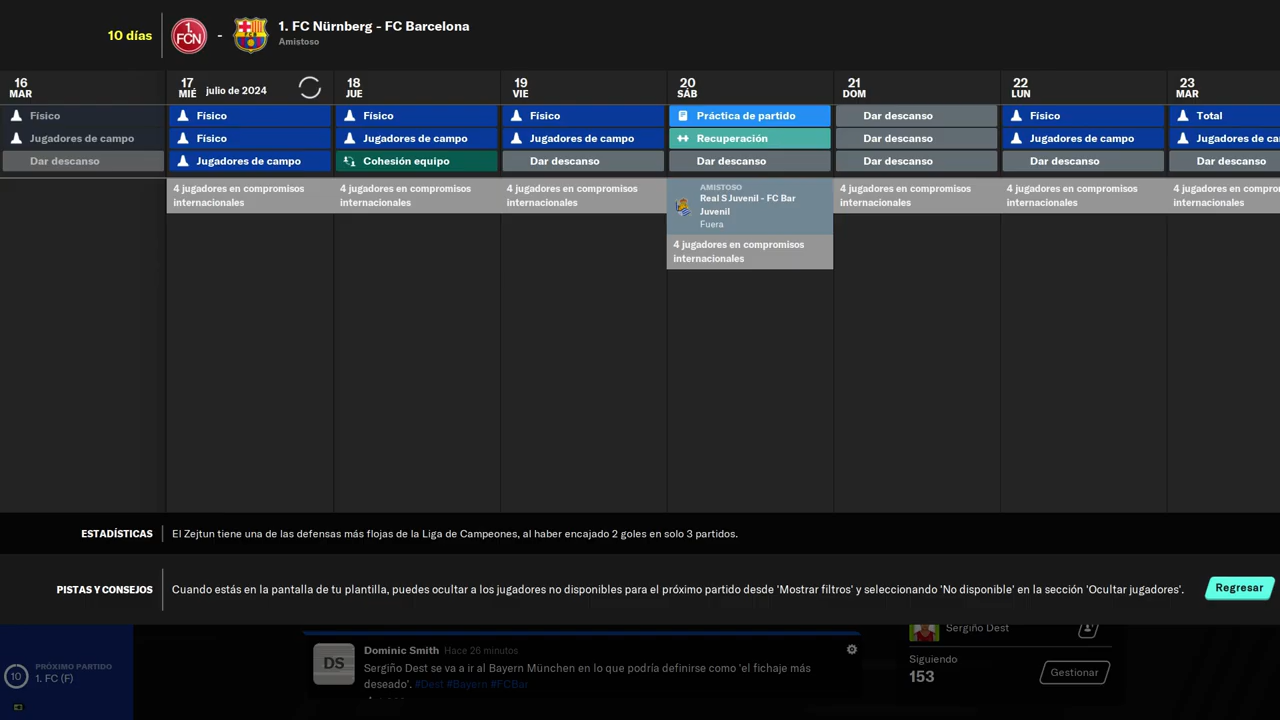 10 días
1. FC Nürnberg - FC Barcelona
Amistoso
16
MAR
17
MIÉ julio de 2024
18
JUE
19
VIE
20
SÁB
21
DOM
22
LUN
23
MAR
Físico
Jugadores de campo
Dar descanso
Físico
Físico
Jugadores de campo
4 jugadores en compromisos
internacionales
Físico
Jugadores de campo
Cohesión equipo
4 jugadores en compromisos
internacionales
Físico
Jugadores de campo
Dar descanso
4 jugadores en compromisos
internacionales
Práctica de partido
Recuperación
Dar descanso
AMISTOSO
Real S Juvenil - FC Bar
Juvenil
Fuera
4 jugadores en compromisos
internacionales
Dar descanso
Dar descanso
Dar descanso
4 jugadores en compromisos
internacionales
Físico
Jugadores de campo
Dar descanso
4 jugadores en compromisos
internacionales
Total
Jugadores de ca
Dar descanso
4 jugadores en com
internacionales
ESTADÍSTICAS
El Zejtun tiene una de las defensas más flojas de la Liga de Campeones, al haber encajado 2 goles en solo 3 partidos.
PISTAS Y CONSEJOS
Cuando estás en la pantalla de tu plantilla, puedes ocultar a los jugadores no disponibles para el próximo partido desde 'Mostrar filtros' y seleccionando 'No disponible' en la sección 'Ocultar jugadores'.
Regresar
10
PRÓXIMO PARTIDO
1. FC (F)
DS
Dominic Smith Hace 26 minutos
Sergiño Dest se va a ir al Bayern München en lo que podría definirse como 'el fichaje más
deseado'. #Dest #Bayern #FCBar
Sergiño Dest
Siguiendo
153
Gestionar